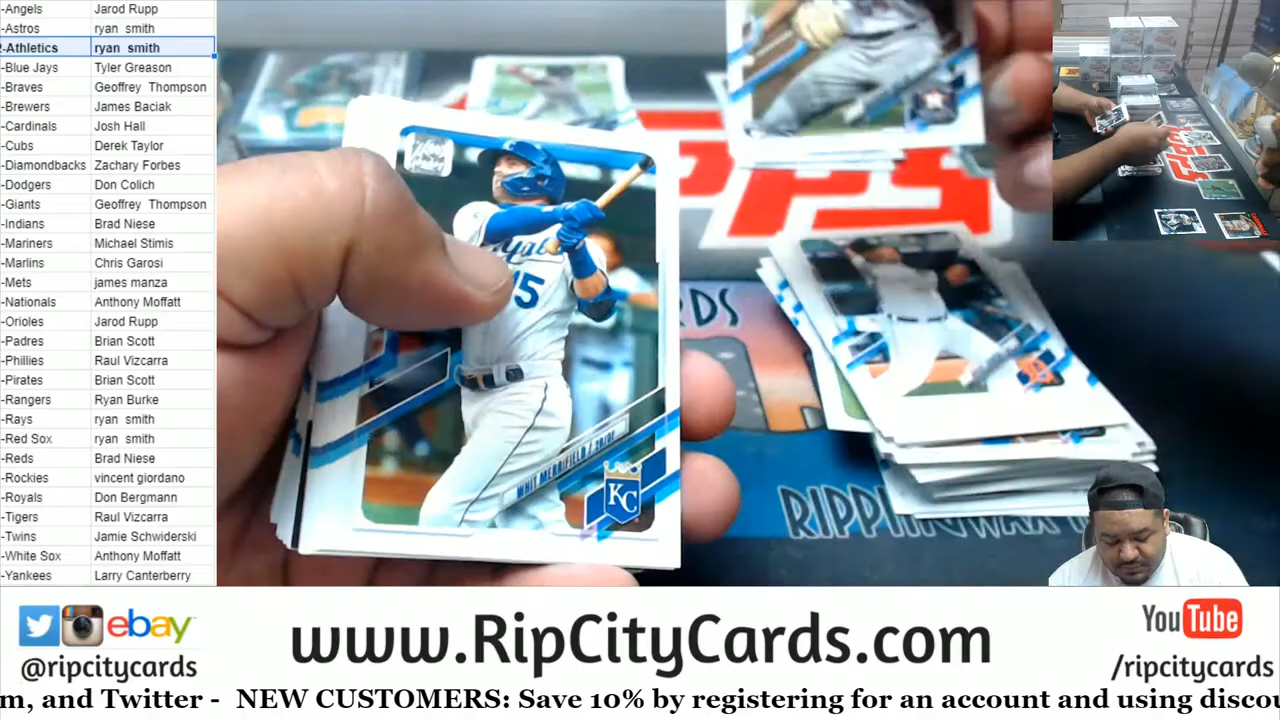 -Angels Jarod Rupp
-Astros ryan smith
-Athletics ryan smith
-Blue Jays Tyler Greason
-Braves Geoffrey Thompson
-Brewers James Baciak
-Cardinals Josh Hall
-Cubs Derek Taylor
-Diamondbacks Zachary Forbes
-Dodgers Don Colich
-Giants Geoffrey Thompson
-Indians Brad Niese
-Mariners Michael Stimis
-Marlins Chris Garosi
-Mets james manza
-Nationals Anthony Moffatt
-Orioles Jarod Rupp
-Padres Brian Scott
-Phillies Raul Vizcarra
-Pirates Brian Scott
-Rangers Ryan Burke
-Rays ryan smith
-Red Sox ryan smith
-Reds Brad Niese
-Rockies vincent giordano
-Royals Don Bergmann
-Tigers Raul Vizcarra
-Twins Jamie Schwiderski
-White Sox Anthony Moffatt
-Yankees Larry Canterberry
15
WHIT MERRIFIELD / 2B/OF
KC
ebay
@ripcitycards
www.RipCityCards.com
YouTube
/ripcitycards
m, and Twitter - NEW CUSTOMERS: Save 10% by registering for an account and using discou